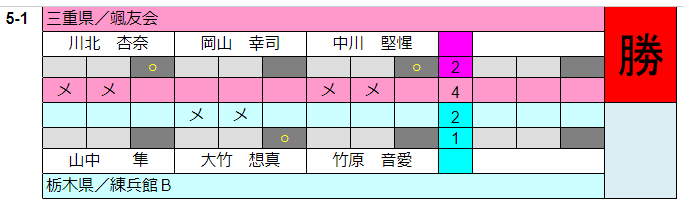 5-1 三重県／颯友会 勝
川北 杏奈 岡山 幸司 中川 堅惺
○ ○ 2
メ メ メ メ 4
メ メ 2
○ 1
山中 隼 大竹 想真 竹原 音愛
栃木県／練兵館Ｂ